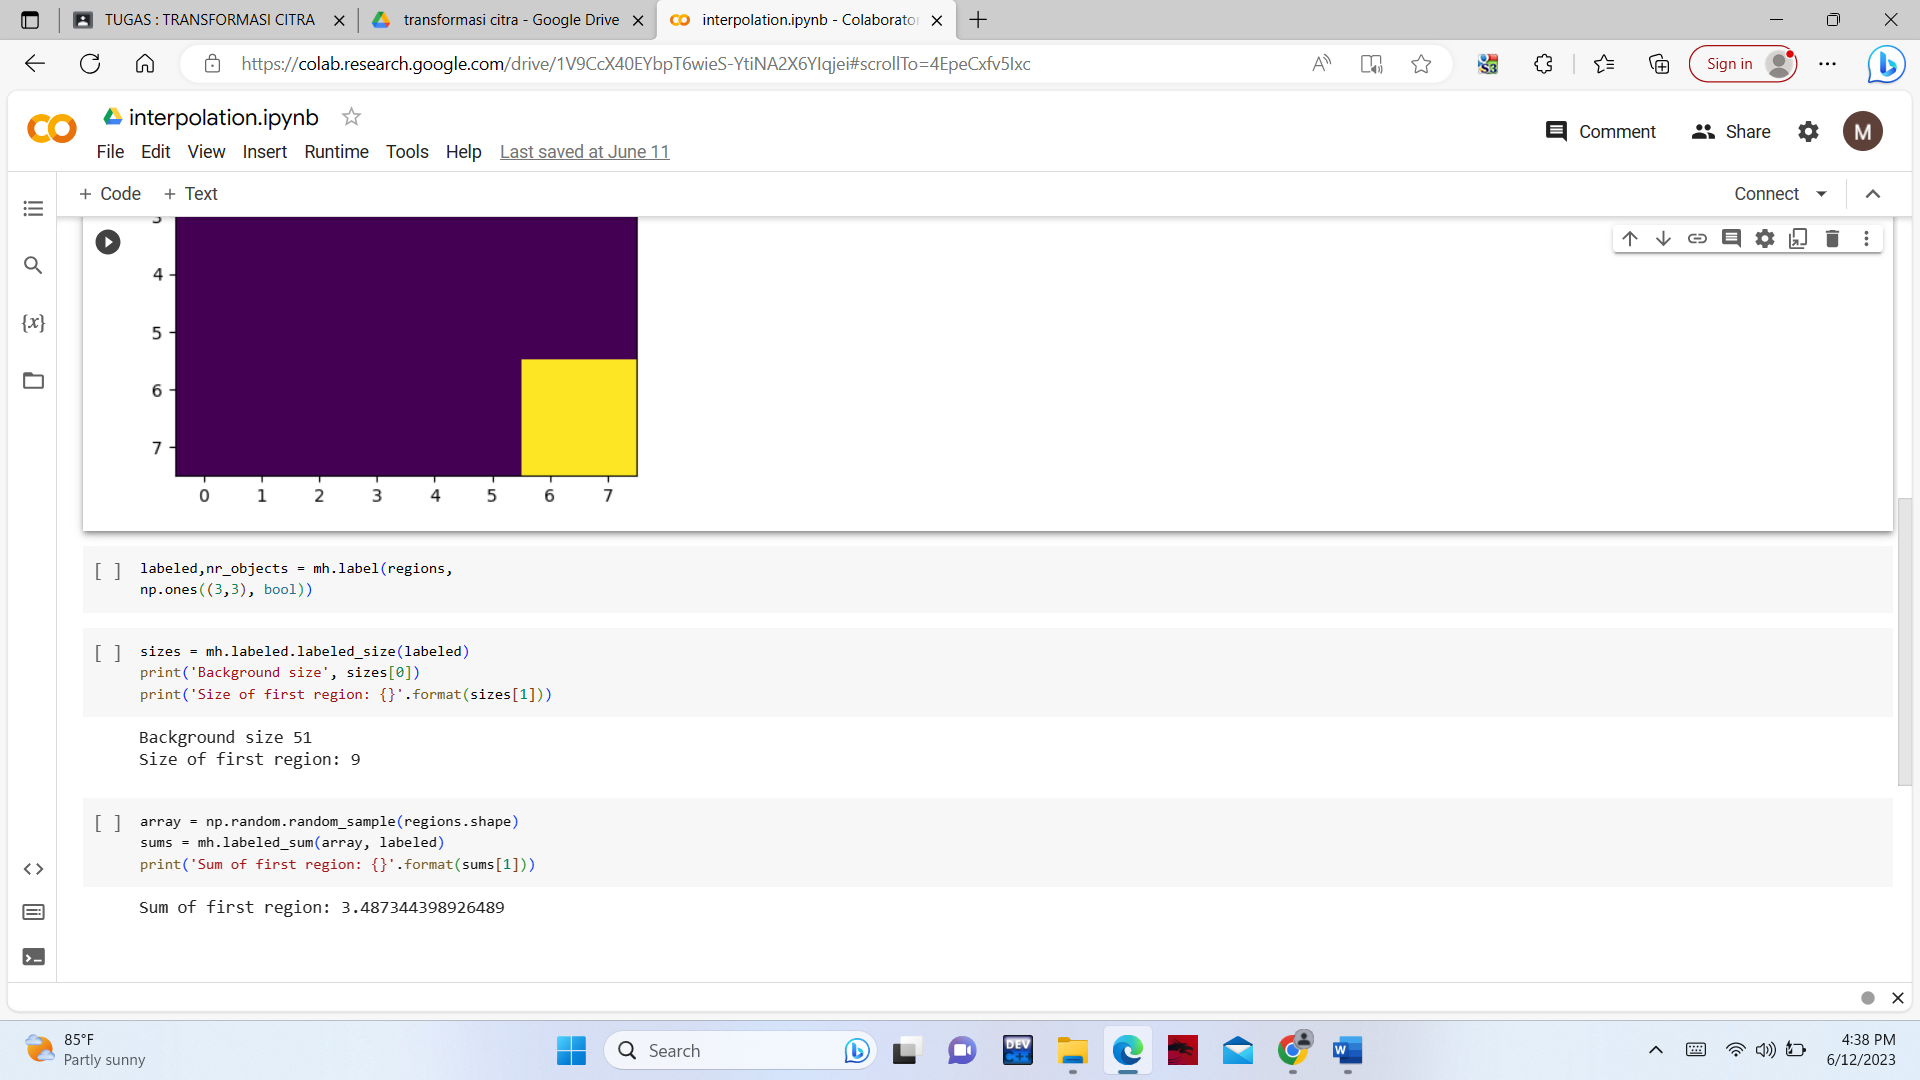 TUGAS : TRANSFORMASI CITRA
transformasi citra - Google Drive
interpolation.ipynb - Colaborator
https://colab.research.google.com/drive/1V9CcX40EYbpT6wieS-YtiNA2X6YIqjei#scrollTo=4EpeCxfv5Ixc
Sign in
interpolation.ipynb
Comment
Share
M
File Edit View Insert Runtime Tools Help Last saved at June 11
+ Code + Text
Connect
3
4
5
6
7
0 1 2 3 4 5 6 7
[ ] labeled,nr_objects = mh.label(regions,
np.ones((3,3), bool))
[ ] sizes = mh.labeled.labeled_size(labeled)
print('Background size', sizes[0])
print('Size of first region: {}'.format(sizes[1]))
Background size 51
Size of first region: 9
[ ] array = np.random.random_sample(regions.shape)
sums = mh.labeled_sum(array, labeled)
print('Sum of first region: {}'.format(sums[1]))
Sum of first region: 3.487344398926489
85°F
Partly sunny
Search
DEV
C++
4:38 PM
6/12/2023